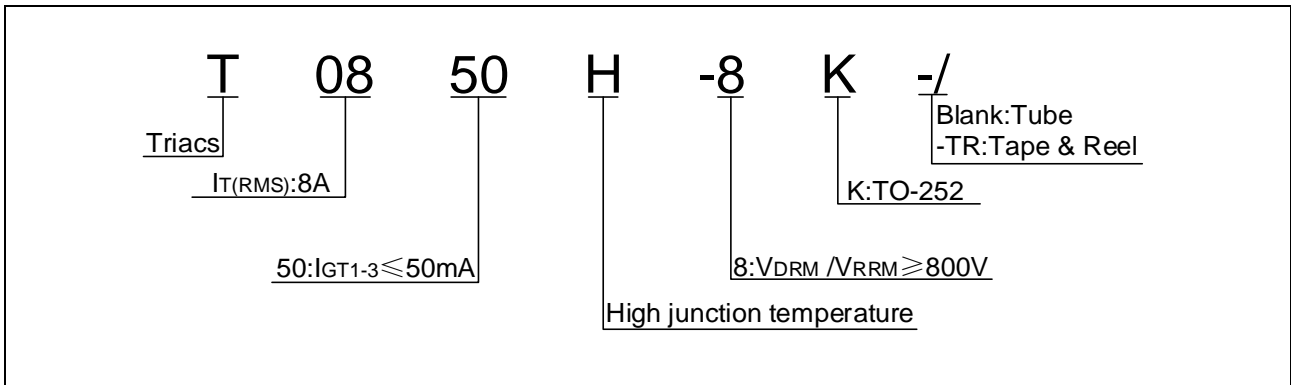 T 08 50 H -8 K -/
Blank:Tube
-TR:Tape & Reel
Triacs
IT(RMS):8A
K:TO-252
50:IGT1-3≤50mA
8:VDRM /VRRM≥800V
High junction temperature